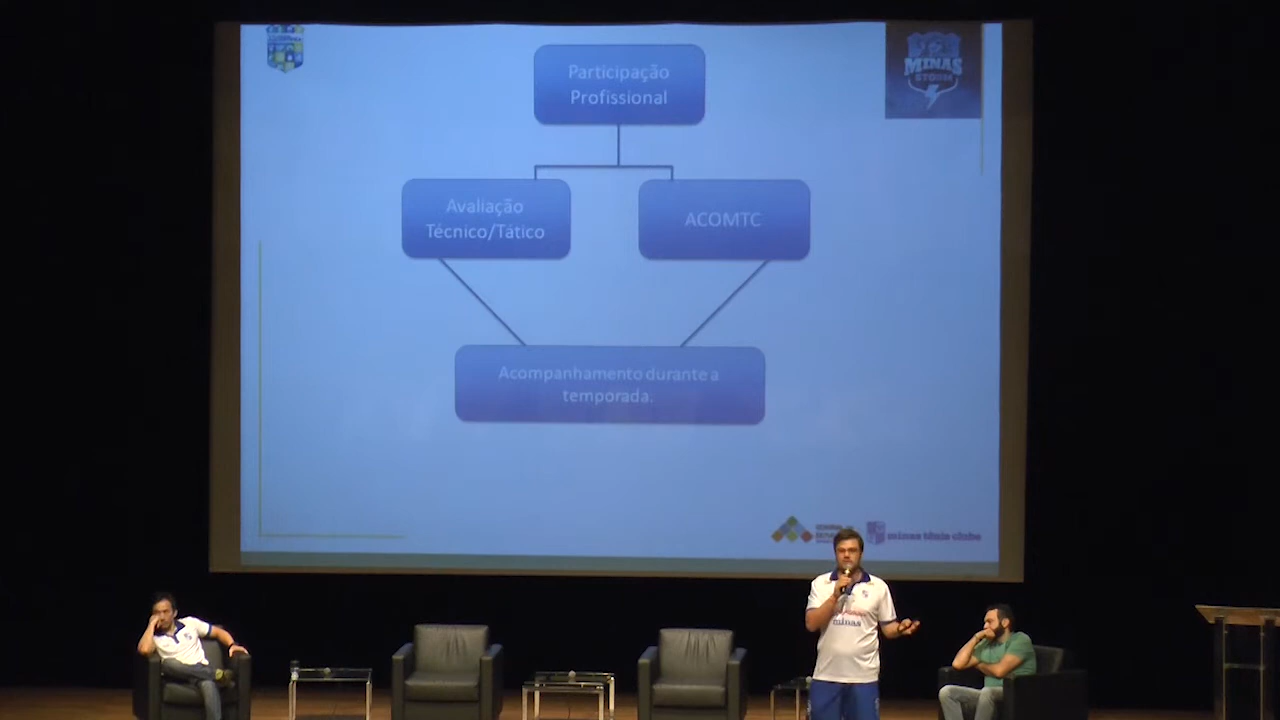 Participação
Profissional
MINAS
STORM
Avaliação
Técnico/Tático
ACOMTC
Acompanhamento durante a
temporada.
minas tênis clube
minas